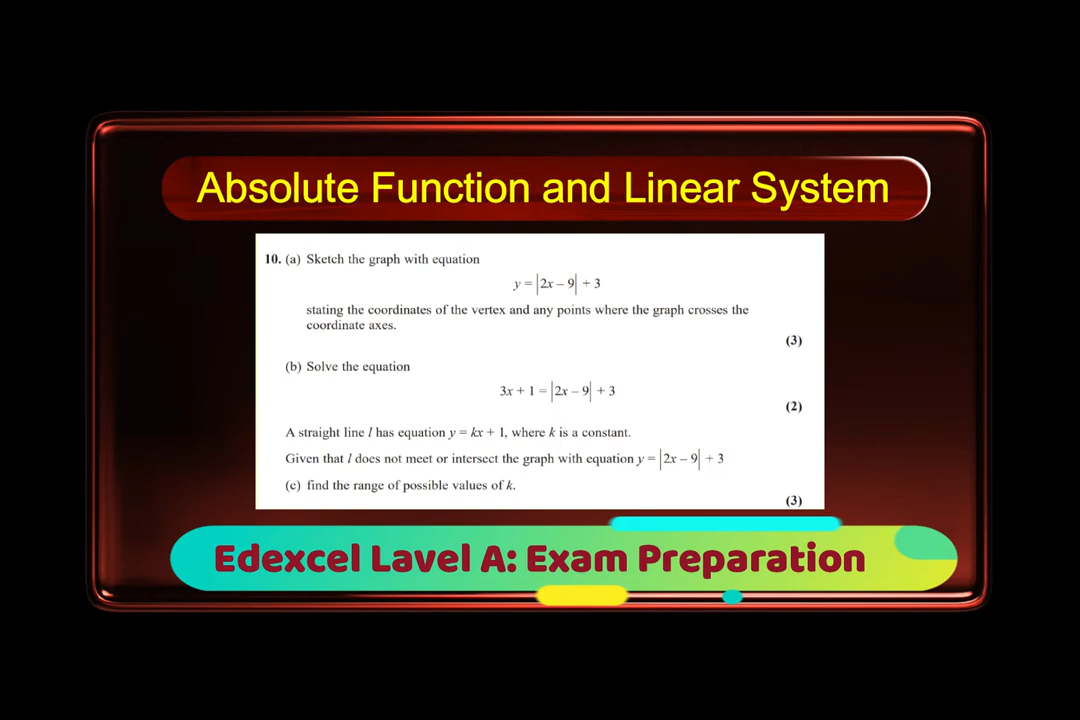 Absolute Function and Linear System
10. (a) Sketch the graph with equation
y = |2x – 9| + 3
stating the coordinates of the vertex and any points where the graph crosses the
coordinate axes.
(3)
(b) Solve the equation
3x + 1 = |2x – 9| + 3
(2)
A straight line l has equation y = kx + 1, where k is a constant.
Given that l does not meet or intersect the graph with equation y = |2x – 9| + 3
(c) find the range of possible values of k.
(3)
Edexcel Lavel A: Exam Preparation